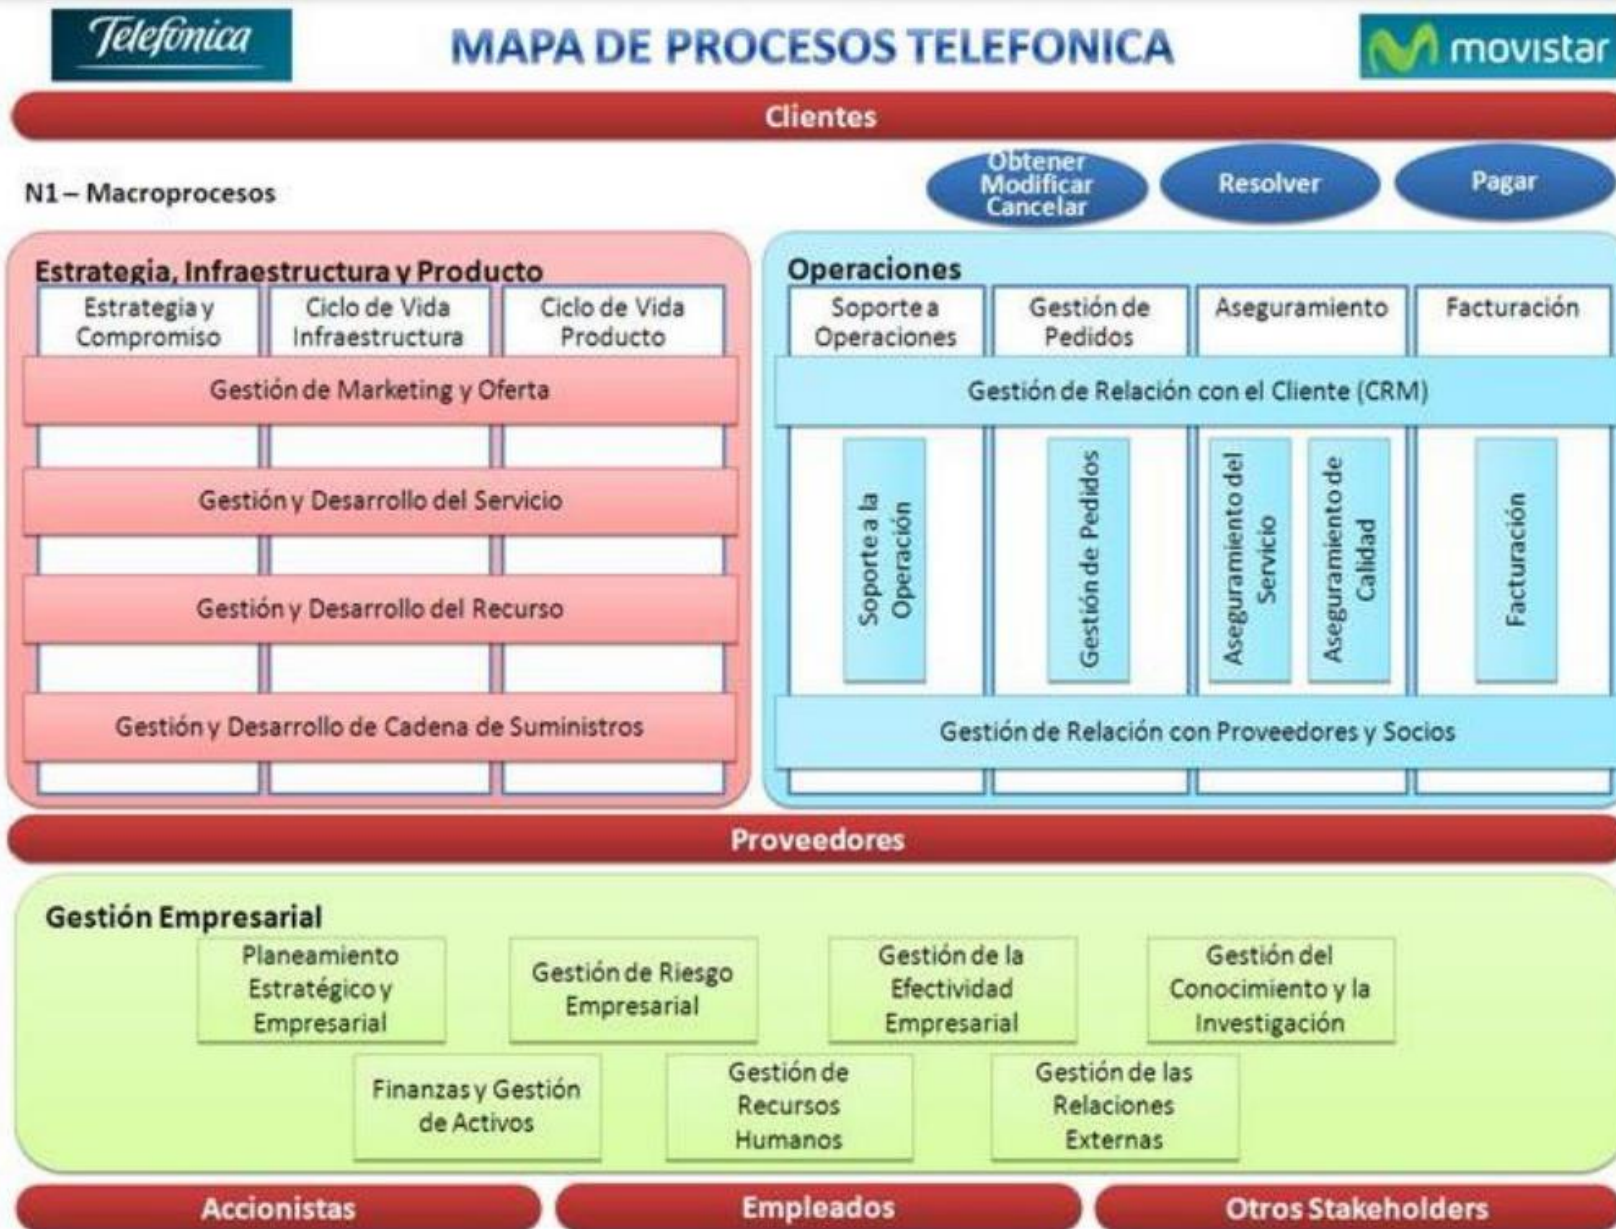 Telefónica
MAPA DE PROCESOS TELEFONICA
movistar
Clientes
N1 – Macroprocesos
Obtener
Modificar
Cancelar
Resolver
Pagar
Estrategia, Infraestructura y Producto
Estrategia y
Compromiso
Ciclo de Vida
Infraestructura
Ciclo de Vida
Producto
Gestión de Marketing y Oferta
Gestión y Desarrollo del Servicio
Gestión y Desarrollo del Recurso
Gestión y Desarrollo de Cadena de Suministros
Operaciones
Soporte a
Operaciones
Gestión de
Pedidos
Aseguramiento
Facturación
Gestión de Relación con el Cliente (CRM)
Soporte a la
Operación
Gestión de Pedidos
Aseguramiento del
Servicio
Aseguramiento de
Calidad
Facturación
Gestión de Relación con Proveedores y Socios
Proveedores
Gestión Empresarial
Planeamiento
Estratégico y
Empresarial
Gestión de Riesgo
Empresarial
Gestión de la
Efectividad
Empresarial
Gestión del
Conocimiento y la
Investigación
Finanzas y Gestión
de Activos
Gestión de
Recursos
Humanos
Gestión de las
Relaciones
Externas
Accionistas
Empleados
Otros Stakeholders